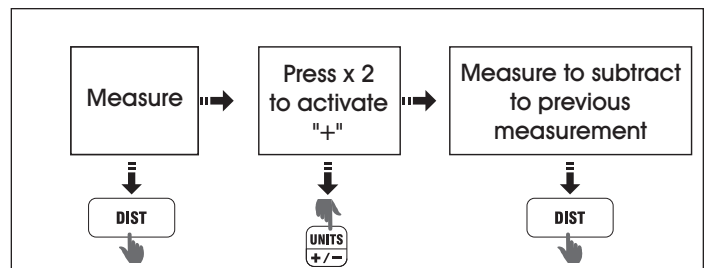 Measure
Press x 2
to activate
"+"
Measure to subtract
to previous
measurement
DIST
UNITS
+/−
DIST